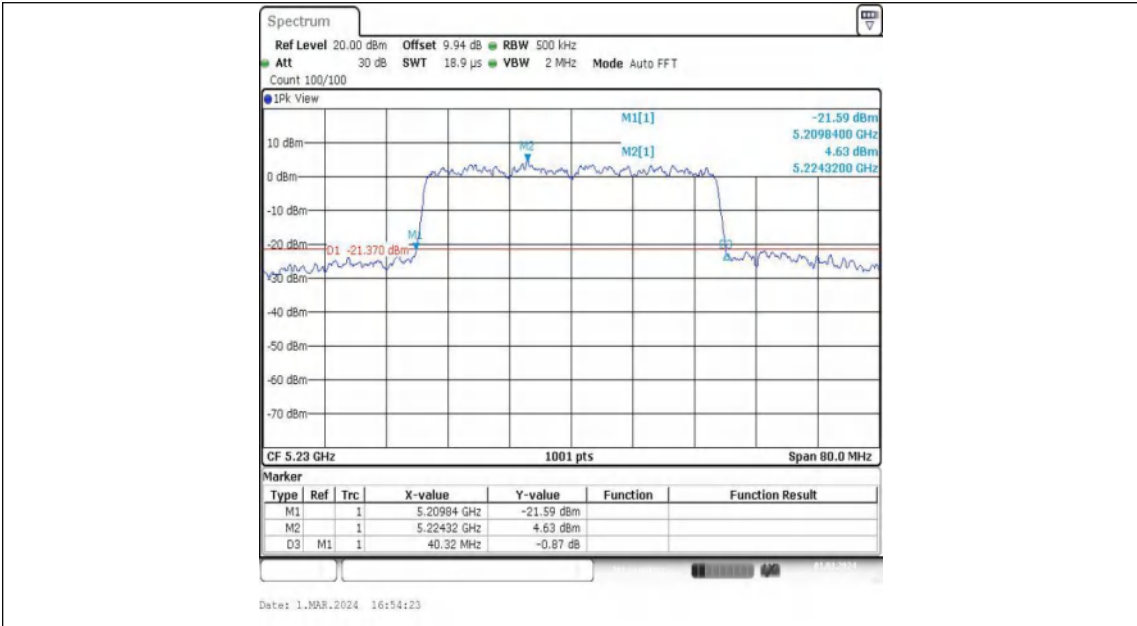 Spectrum
Ref Level 20.00 dBm Offset 9.94 dB RBW 500 kHz
Att 30 dB SWT 18.9 µs VBW 2 MHz Mode Auto FFT
Count 100/100
1Pk View
M1[1] -21.59 dBm
5.2098400 GHz
M2[1] 4.63 dBm
5.2243200 GHz
10 dBm
M2
0 dBm
-10 dBm
M1
-20 dBm
D1 -21.370 dBm
-30 dBm
-40 dBm
-50 dBm
-60 dBm
-70 dBm
CF 5.23 GHz 1001 pts Span 80.0 MHz
Marker
Type Ref Trc X-value Y-value Function Function Result
M1 1 5.20984 GHz -21.59 dBm
M2 1 5.22432 GHz 4.63 dBm
D3 M1 1 40.32 MHz -0.87 dB
Date: 1.MAR.2024 16:54:23